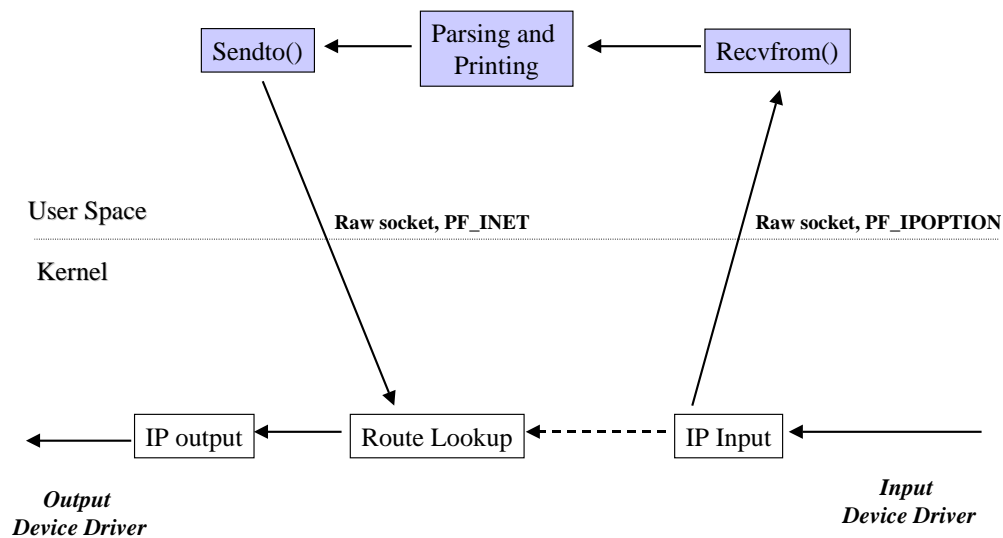 Sendto()
Parsing and
Printing
Recvfrom()
User Space
Raw socket, PF_INET
Raw socket, PF_IPOPTION
Kernel
IP output
Route Lookup
IP Input
Output
Device Driver
Input
Device Driver